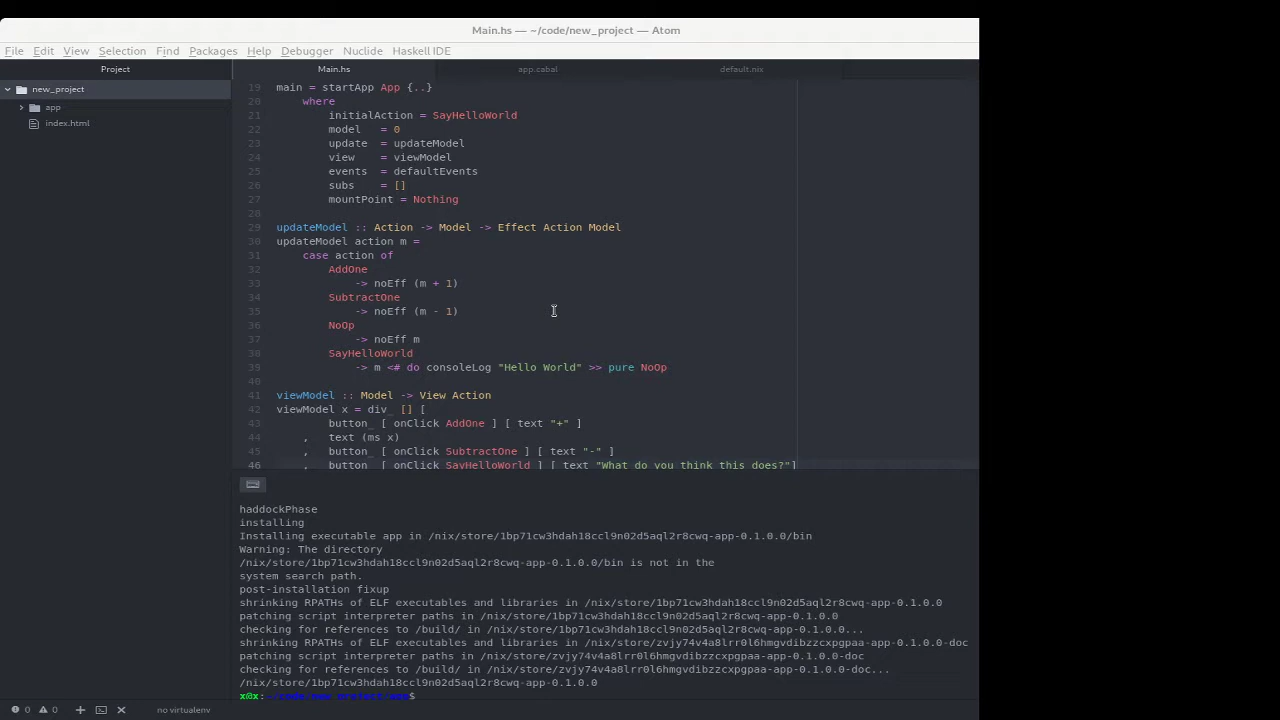 Main.hs — ~/code/new_project — Atom
File Edit View Selection Find Packages Help Debugger Nuclide Haskell IDE
Project
Main.hs app.cabal default.nix
new_project
app
index.html
19 main = startApp App {..}
20 where
21 initialAction = SayHelloWorld
22 model = 0
23 update = updateModel
24 view = viewModel
25 events = defaultEvents
26 subs = []
27 mountPoint = Nothing
28
29 updateModel :: Action -> Model -> Effect Action Model
30 updateModel action m =
31 case action of
32 AddOne
33 -> noEff (m + 1)
34 SubtractOne
35 -> noEff (m - 1)
36 NoOp
37 -> noEff m
38 SayHelloWorld
39 -> m <# do consoleLog "Hello World" >> pure NoOp
40
41 viewModel :: Model -> View Action
42 viewModel x = div_ [] [
43 button_ [ onClick AddOne ] [ text "+" ]
44 , text (ms x)
45 , button_ [ onClick SubtractOne ] [ text "-" ]
46 , button_ [ onClick SayHelloWorld ] [ text "What do you think this does?"]
haddockPhase
installing
Installing executable app in /nix/store/1bp71cw3hdah18ccl9n02d5aql2r8cwq-app-0.1.0.0/bin
Warning: The directory
/nix/store/1bp71cw3hdah18ccl9n02d5aql2r8cwq-app-0.1.0.0/bin is not in the
system search path.
post-installation fixup
shrinking RPATHs of ELF executables and libraries in /nix/store/1bp71cw3hdah18ccl9n02d5aql2r8cwq-app-0.1.0.0
patching script interpreter paths in /nix/store/1bp71cw3hdah18ccl9n02d5aql2r8cwq-app-0.1.0.0
checking for references to /build/ in /nix/store/1bp71cw3hdah18ccl9n02d5aql2r8cwq-app-0.1.0.0...
shrinking RPATHs of ELF executables and libraries in /nix/store/zvjy74v4a8lrr0l6hmgvdibzzcxpgpaa-app-0.1.0.0-doc
patching script interpreter paths in /nix/store/zvjy74v4a8lrr0l6hmgvdibzzcxpgpaa-app-0.1.0.0-doc
checking for references to /build/ in /nix/store/zvjy74v4a8lrr0l6hmgvdibzzcxpgpaa-app-0.1.0.0-doc...
/nix/store/1bp71cw3hdah18ccl9n02d5aql2r8cwq-app-0.1.0.0
x@x:~/code/new_project/app$
0 0 no virtualenv